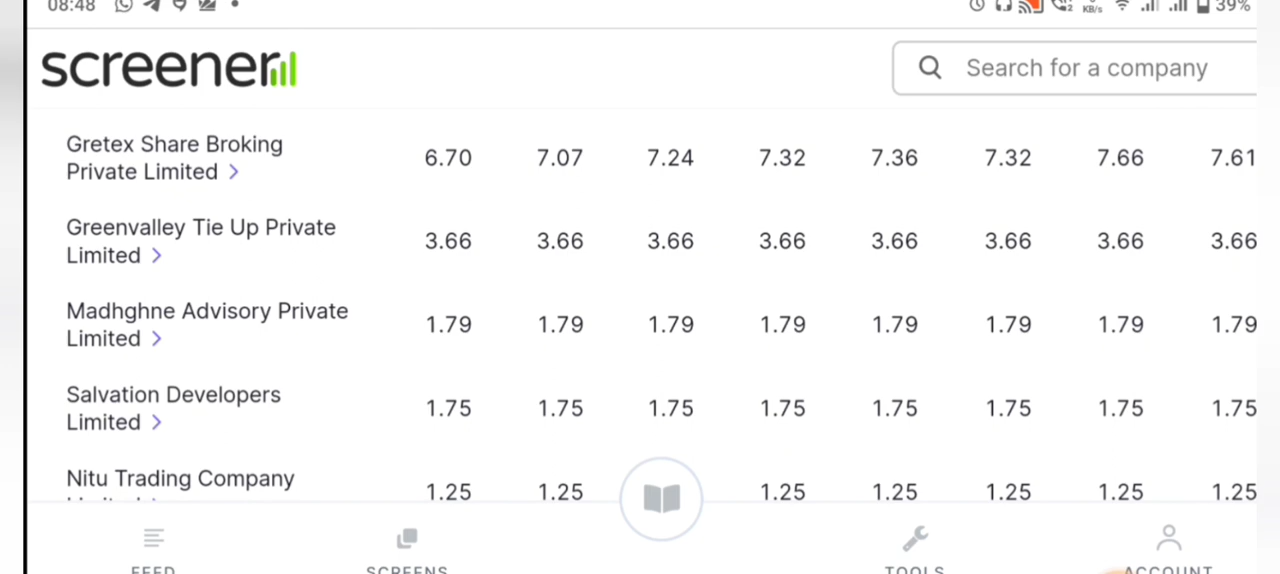 08:48 KB/s 39%
screener Search for a company
Gretex Share Broking
Private Limited 6.70 7.07 7.24 7.32 7.36 7.32 7.66 7.61
Greenvalley Tie Up Private
Limited 3.66 3.66 3.66 3.66 3.66 3.66 3.66 3.66
Madhghne Advisory Private
Limited 1.79 1.79 1.79 1.79 1.79 1.79 1.79 1.79
Salvation Developers
Limited 1.75 1.75 1.75 1.75 1.75 1.75 1.75 1.75
Nitu Trading Company
1.25 1.25 1.25 1.25 1.25 1.25 1.25
FEED SCREENS TOOLS ACCOUNT